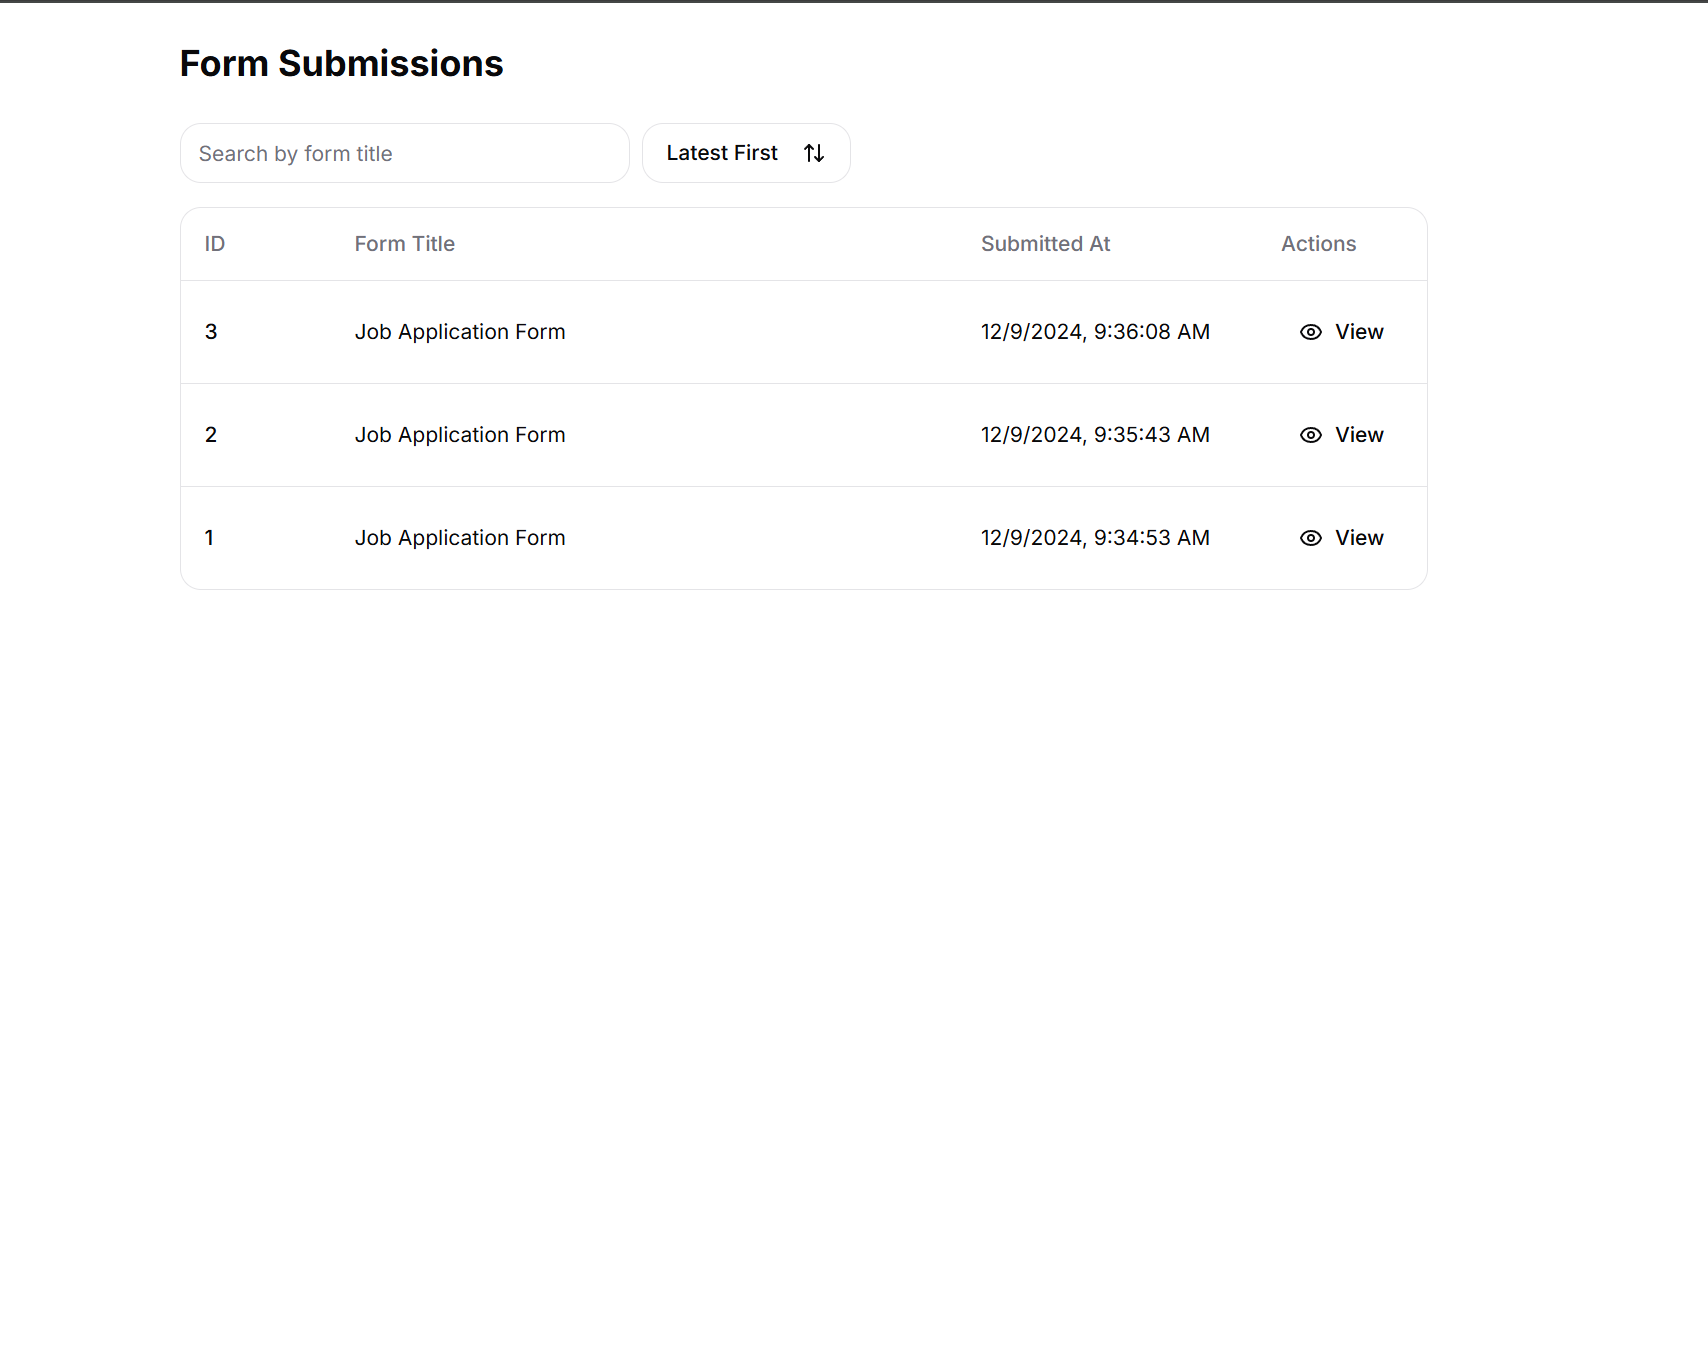 Form Submissions
Search by form title
Latest First
ID Form Title Submitted At Actions
3 Job Application Form 12/9/2024, 9:36:08 AM View
2 Job Application Form 12/9/2024, 9:35:43 AM View
1 Job Application Form 12/9/2024, 9:34:53 AM View